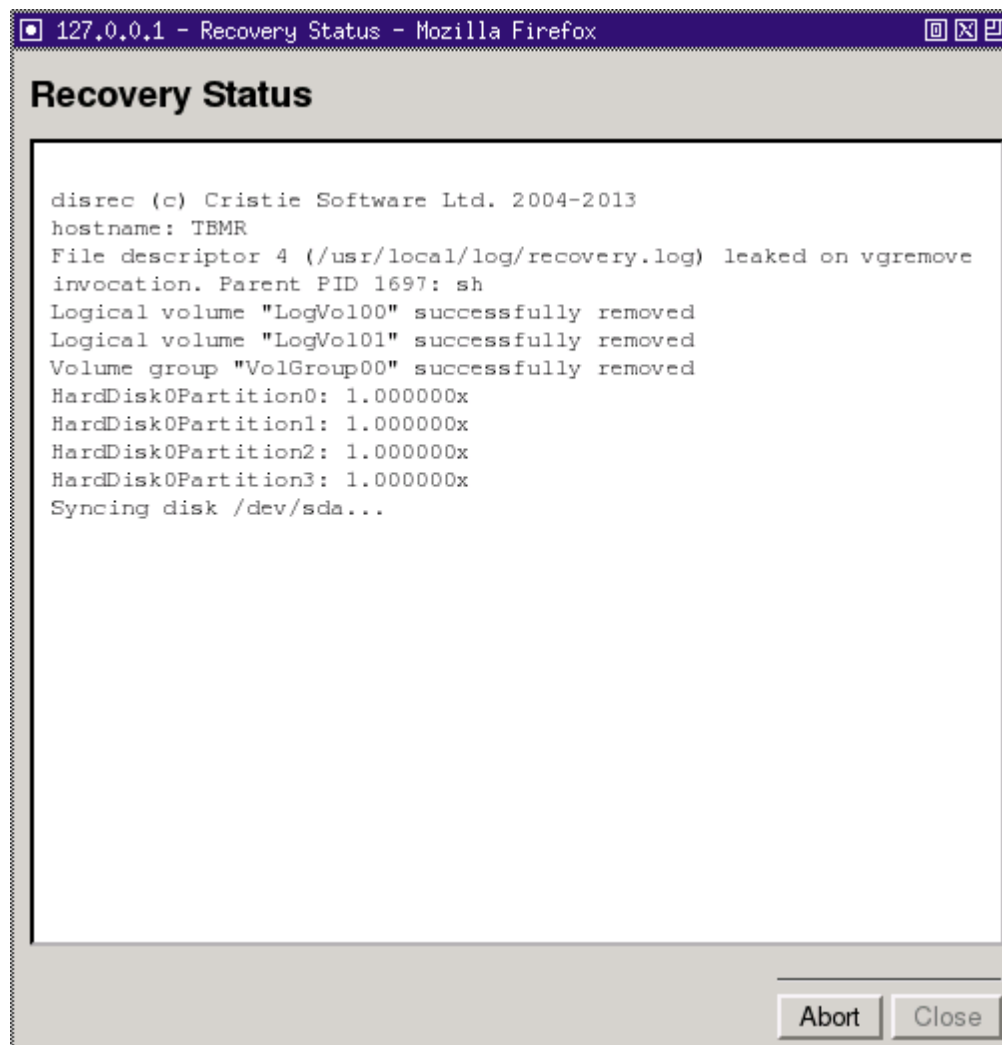 127.0.0.1 - Recovery Status - Mozilla Firefox
Recovery Status
disrec (c) Cristie Software Ltd. 2004-2013
hostname: TBMR
File descriptor 4 (/usr/local/log/recovery.log) leaked on vgremove
invocation. Parent PID 1697: sh
Logical volume "LogVol00" successfully removed
Logical volume "LogVol01" successfully removed
Volume group "VolGroup00" successfully removed
HardDisk0Partition0: 1.000000x
HardDisk0Partition1: 1.000000x
HardDisk0Partition2: 1.000000x
HardDisk0Partition3: 1.000000x
Syncing disk /dev/sda...
Abort Close